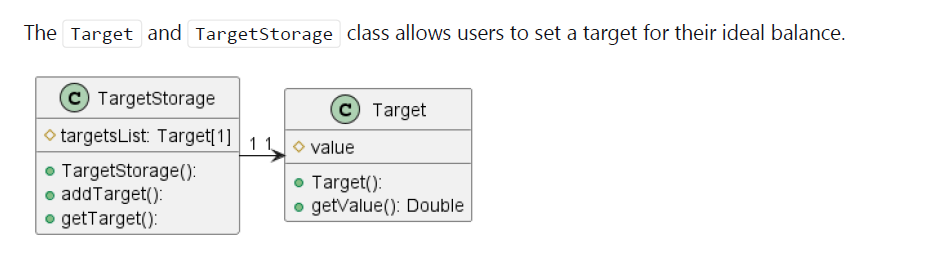 The Target and TargetStorage class allows users to set a target for their ideal balance.
C TargetStorage
targetsList: Target[1]
TargetStorage():
addTarget():
getTarget():
1 1
C Target
value
Target():
getValue(): Double